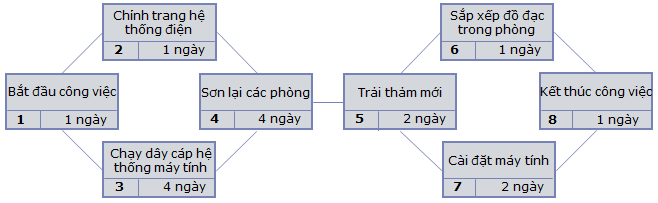 Bắt đầu công việc
1 1 ngày
Chỉnh trang hệ
thống điện
2 1 ngày
Chạy dây cáp hệ
thống máy tính
3 4 ngày
Sơn lại các phòng
4 4 ngày
Trải thảm mới
5 2 ngày
Sắp xếp đồ đạc
trong phòng
6 1 ngày
Cài đặt máy tính
7 2 ngày
Kết thúc công việc
8 1 ngày